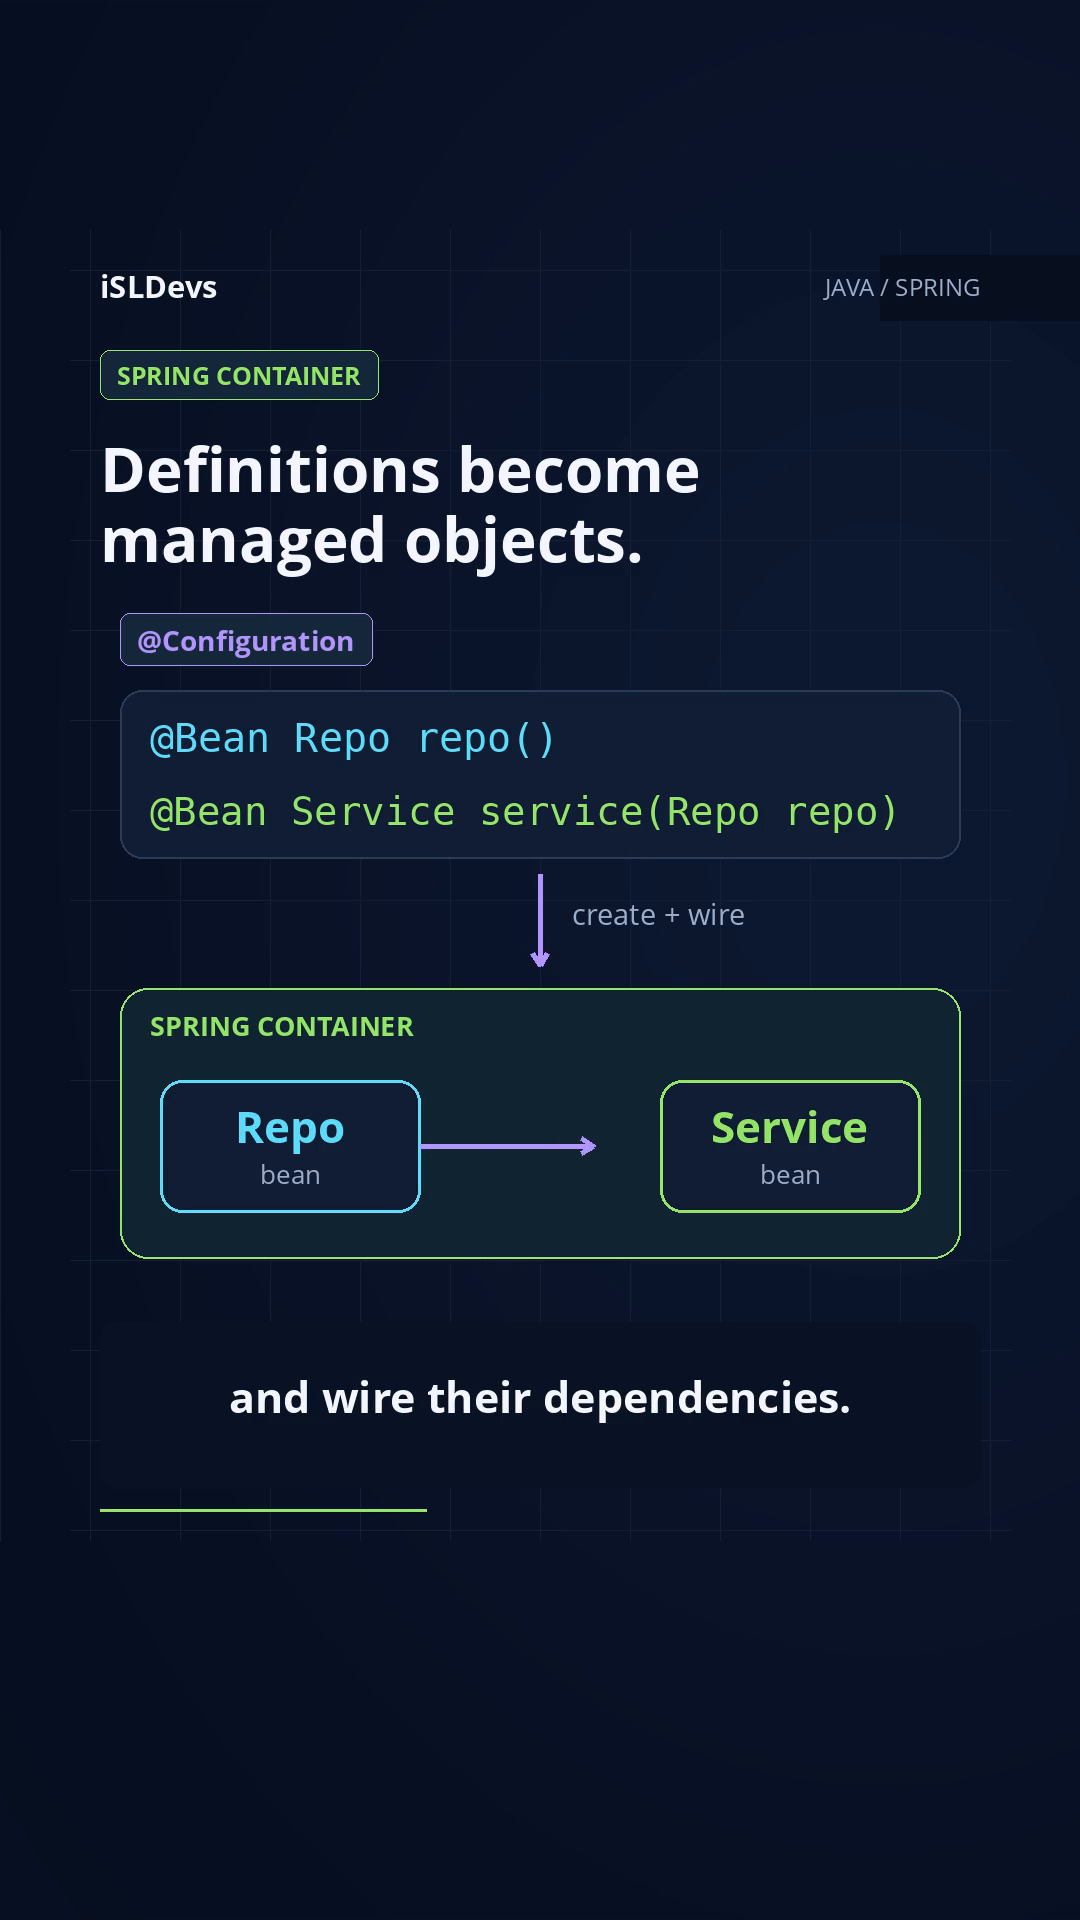 iSLDevs
JAVA / SPRING
SPRING CONTAINER
Definitions become
managed objects.
@Configuration
@Bean Repo repo()
@Bean Service service(Repo repo)
create + wire
SPRING CONTAINER
Repo
bean
Service
bean
and wire their dependencies.